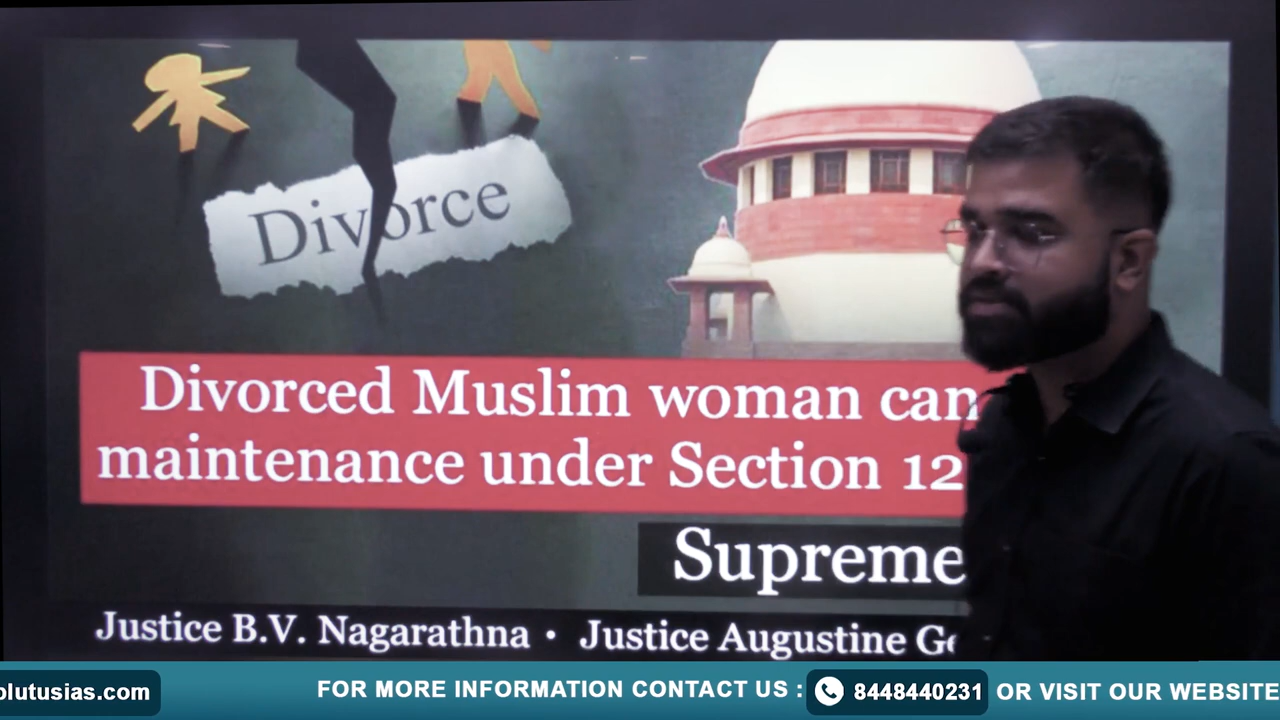 Divorce
Divorced Muslim woman can
maintenance under Section 12
Supreme
Justice B.V. Nagarathna • Justice Augustine
plutusias.com FOR MORE INFORMATION CONTACT US : 8448440231 OR VISIT OUR WEBSITE